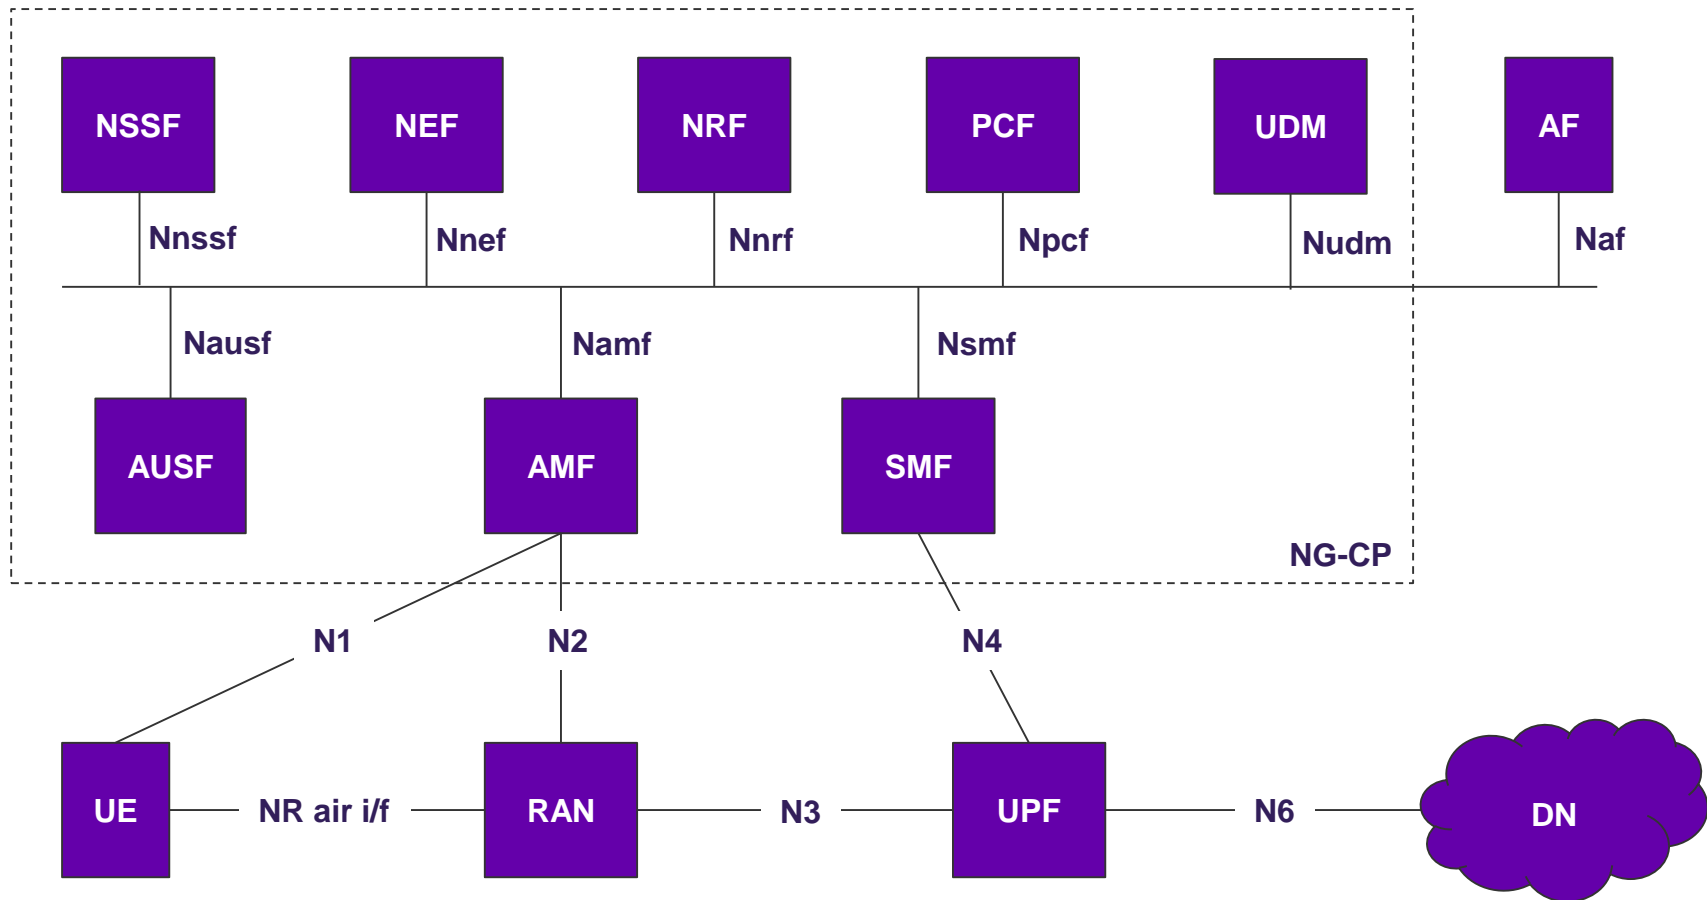 NSSF
NEF
NRF
PCF
UDM
AF
Nnssf
Nnef
Nnrf
Npcf
Nudm
Naf
Nausf
Namf
Nsmf
AUSF
AMF
SMF
NG-CP
N1
N2
N4
UE
NR air i/f
RAN
N3
UPF
N6
DN